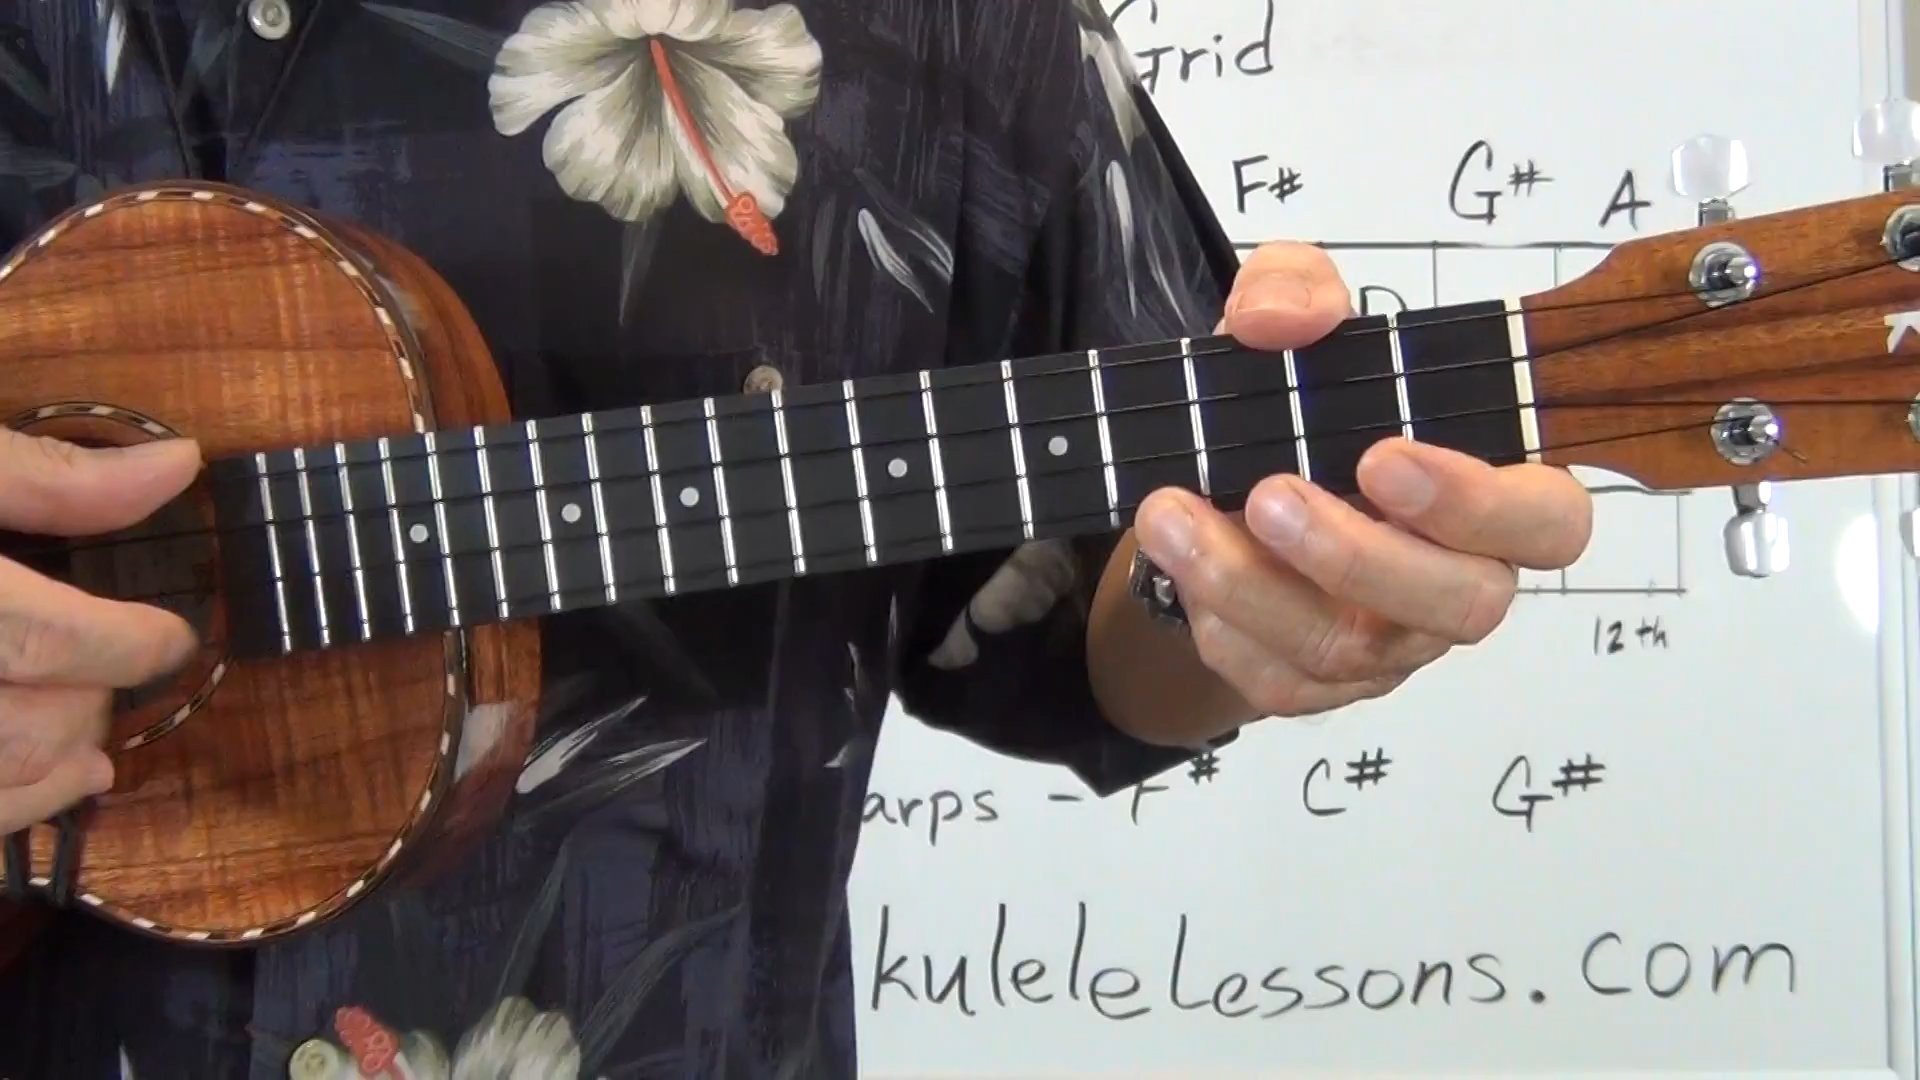 Grid
F# G# A
D
12th
arps - F# C# G#
kuleleLessons.com